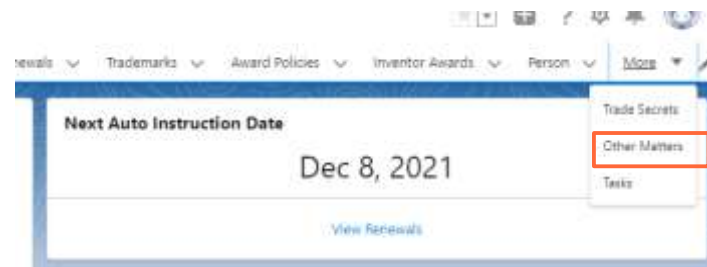 ewals Trademarks Award Policies Inventor Awards Person More
Trade Secrets
Next Auto Instruction Date
Other Matters
Dec 8, 2021
Tasks
View Renewals